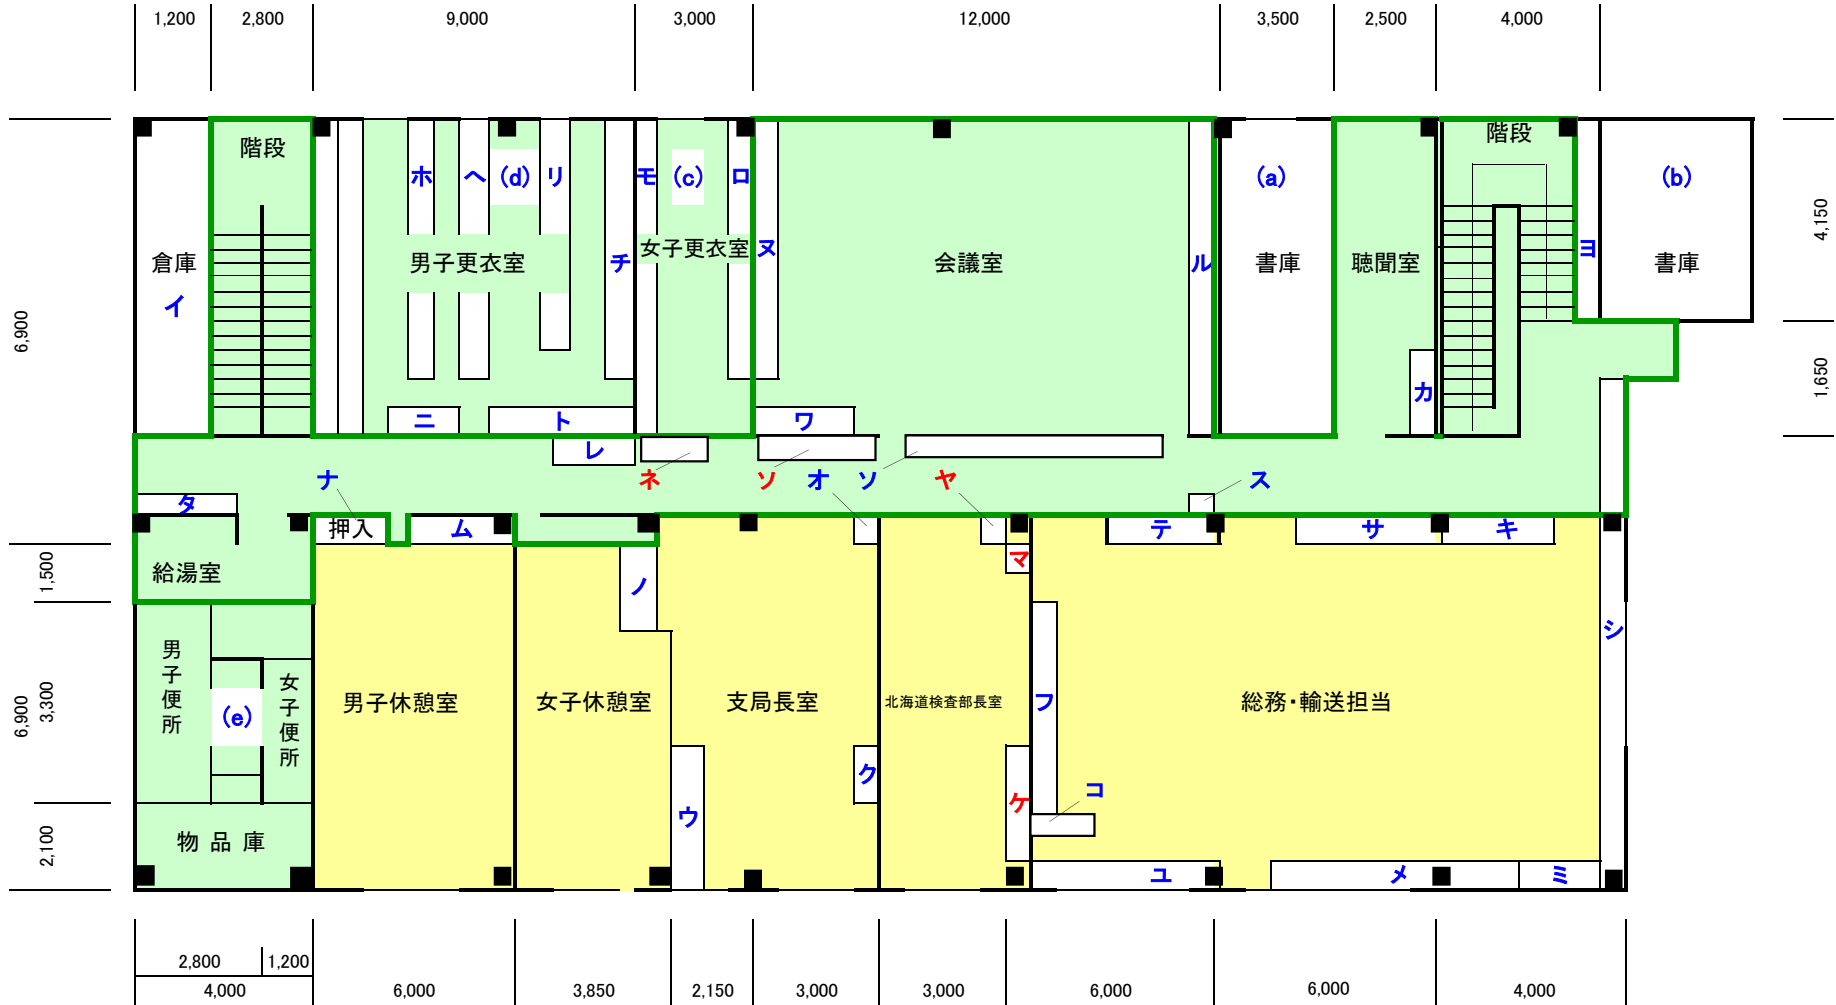 1,200 2,800 9,000 3,000 12,000 3,500 2,500 4,000
階段 階段
ホ ヘ (d) リ モ (c) ロ (a) (b)
4,150
倉庫 男子更衣室 チ 女子更衣室 ヌ 会議室 ル 書庫 聴聞室 ヨ 書庫
イ
6,900
1,650
ニ ト ワ カ
レ
ナ ネ ソ オ ソ ヤ ス
タ
押入 ム テ サ キ
マ
1,500
給湯室 ノ
シ
男子便所 女子便所
(e)
6,900
3,300
男子休憩室 女子休憩室 支局長室 北海道検査部長室 フ 総務・輸送担当
ク
コ
ケ
ウ
2,100
物品庫
ユ メ ミ
2,800 1,200
4,000 6,000 3,850 2,150 3,000 3,000 6,000 6,000 4,000